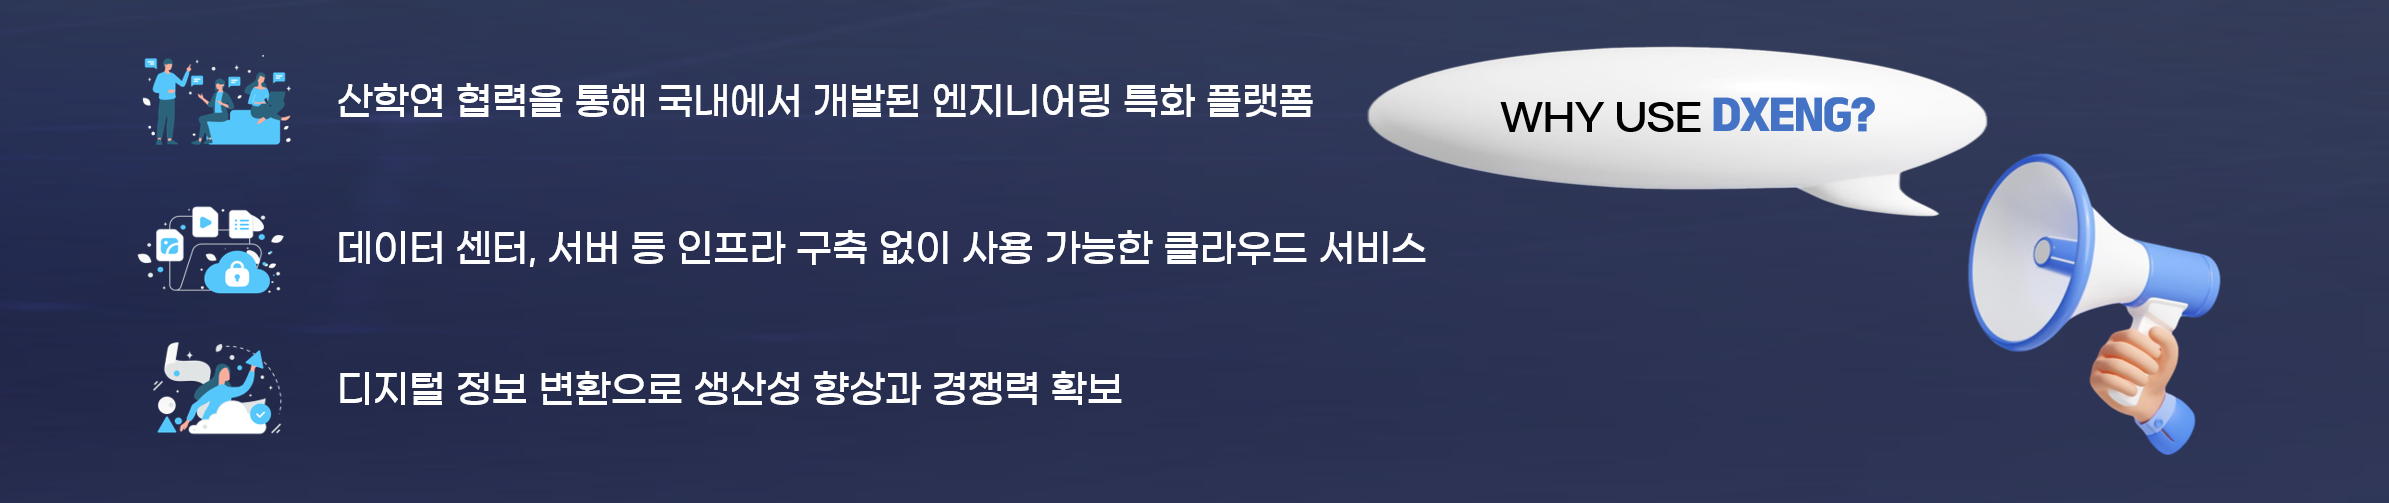 산학연 협력을 통해 국내에서 개발된 엔지니어링 특화 플랫폼
WHY USE DXENG?
데이터 센터, 서버 등 인프라 구축 없이 사용 가능한 클라우드 서비스
디지털 정보 변환으로 생산성 향상과 경쟁력 확보